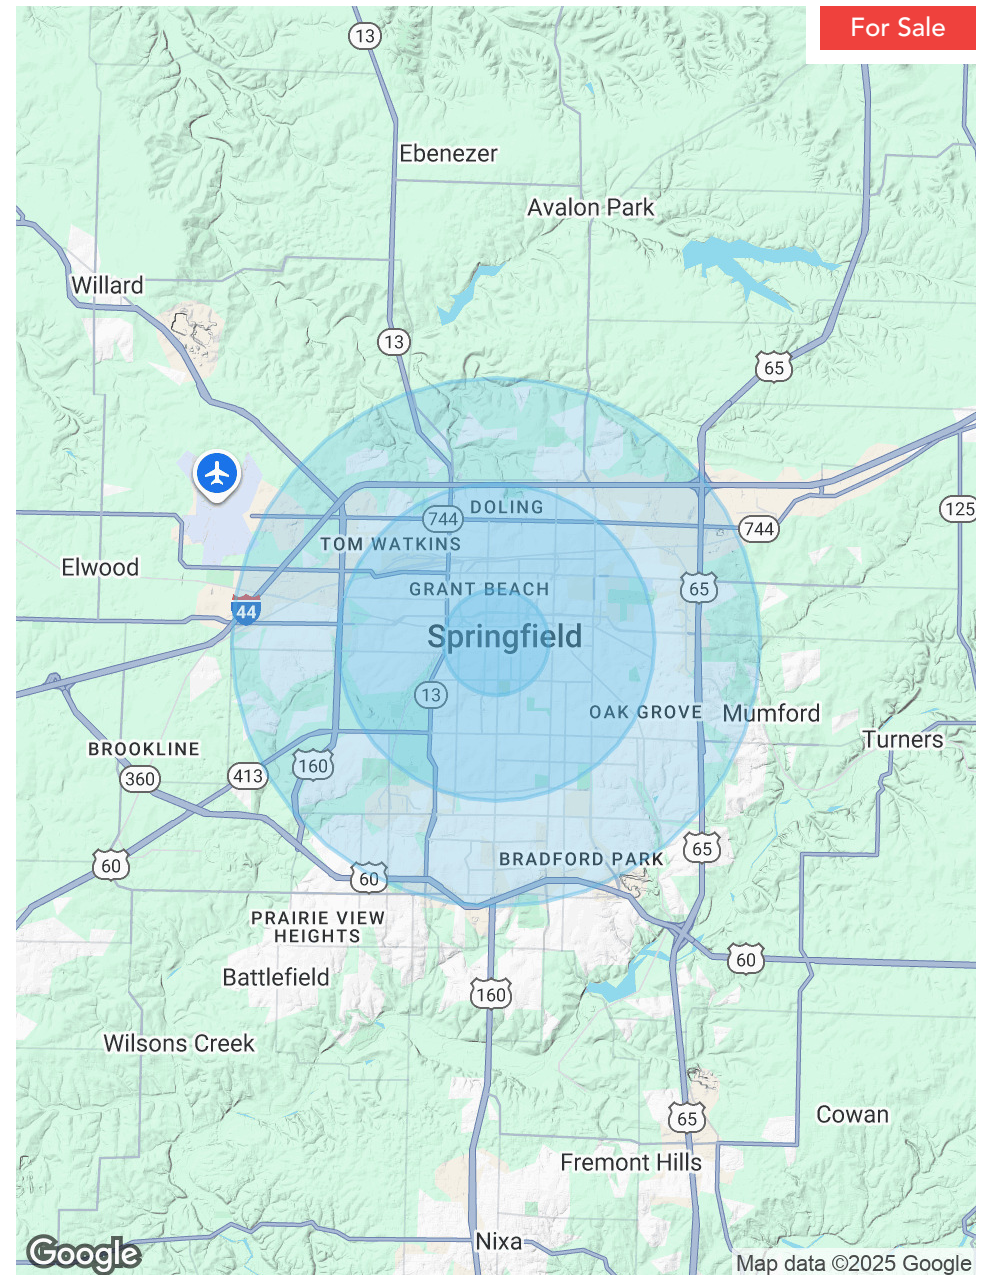 For Sale
13
Ebenezer
Avalon Park
Willard
13
65
DOLING
744
125
744
TOM WATKINS
Elwood
GRANT BEACH
65
44
Springfield
13
OAK GROVE
Mumford
Turners
BROOKLINE
160
360
413
65
BRADFORD PARK
60
60
PRAIRIE VIEW
HEIGHTS
60
Battlefield
160
Wilsons Creek
65
Cowan
Fremont Hills
Nixa
Google
Map data ©2025 Google